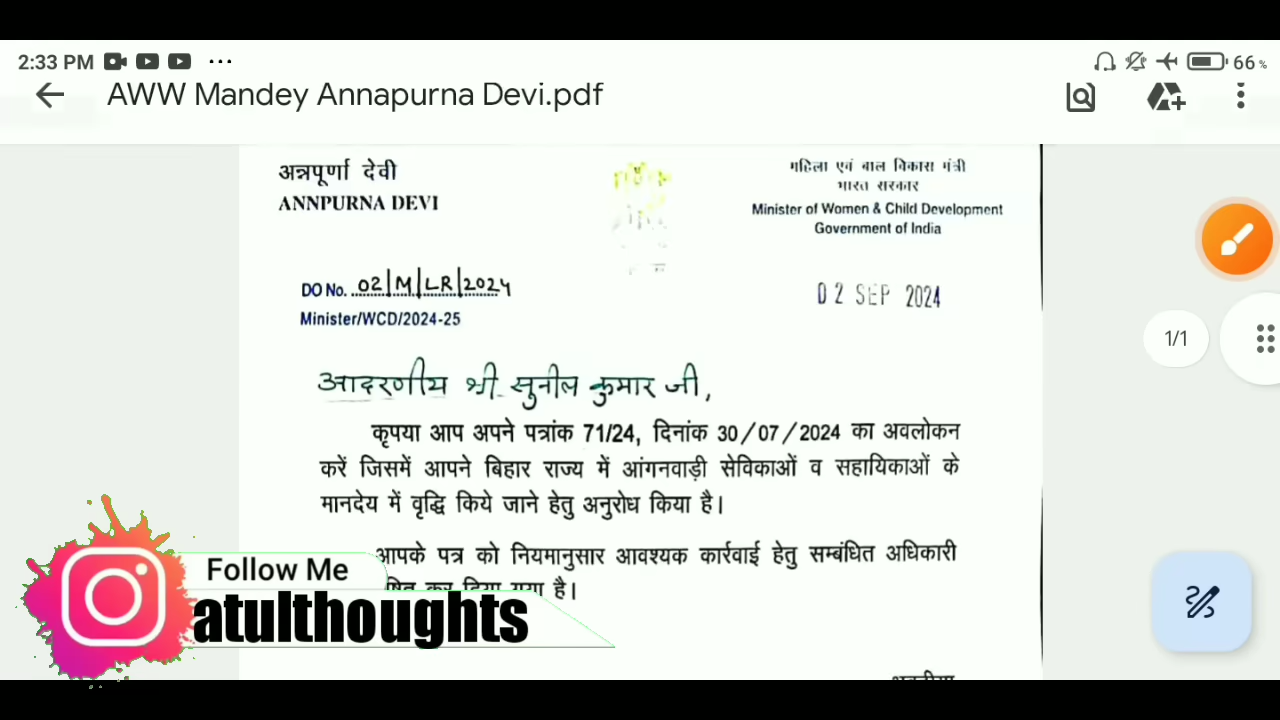 2:33 PM ... 66 %
AWW Mandey Annapurna Devi.pdf
अन्नपूर्णा देवी
ANNPURNA DEVI
महिला एवं बाल विकास मंत्री
भारत सरकार
Minister of Women & Child Development
Government of India
DO No. 02/M/LR/2024
Minister/WCD/2024-25
02 SEP 2024
1/1
आदरणीय श्री सुनील कुमार जी,
कृपया आप अपने पत्रांक 71/24, दिनांक 30/07/2024 का अवलोकन
करें जिसमें आपने बिहार राज्य में आंगनवाड़ी सेविकाओं व सहायिकाओं के
मानदेय में वृद्धि किये जाने हेतु अनुरोध किया है।
आपके पत्र को नियमानुसार आवश्यक कार्रवाई हेतु सम्बंधित अधिकारी
कर दिया गया है।
Follow Me
atulthoughts